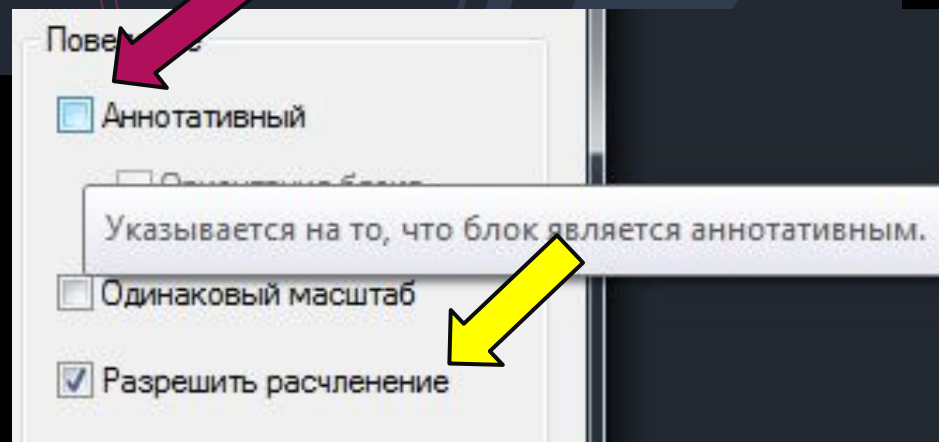 Аннотативный
Указывается на то, что блок является аннотативным.
Одинаковый масштаб
Разрешить расчленение